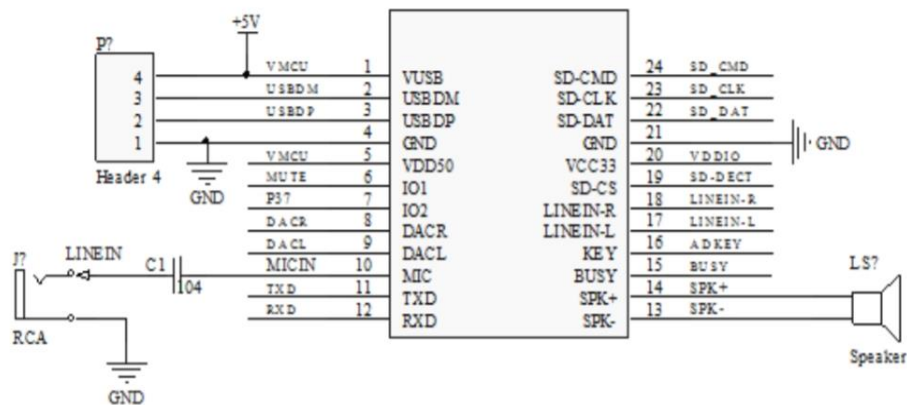 +5V
P?
4 VMCU 1 VUSB SD-CMD 24 SD_CMD
3 USBDM 2 USBDM SD-CLK 23 SD_CLK
2 USBDP 3 USBDP SD-DAT 22 SD_DAT
1 4 GND GND 21 GND
VMCU 5 VDD50 VCC33 20 VDDIO
Header 4 MUTE 6 IO1 SD-CS 19 SD-DECT
GND P37 7 IO2 LINEIN-R 18 LINEIN-R
DACR 8 DACR LINEIN-L 17 LINEIN-L
DACL 9 DACL KEY 16 ADKEY
J? LINEIN C1 104 MICIN 10 MIC BUSY 15 BUSY LS?
TXD 11 TXD SPK+ 14 SPK+
RXD 12 RXD SPK- 13 SPK-
RCA
Speaker
GND